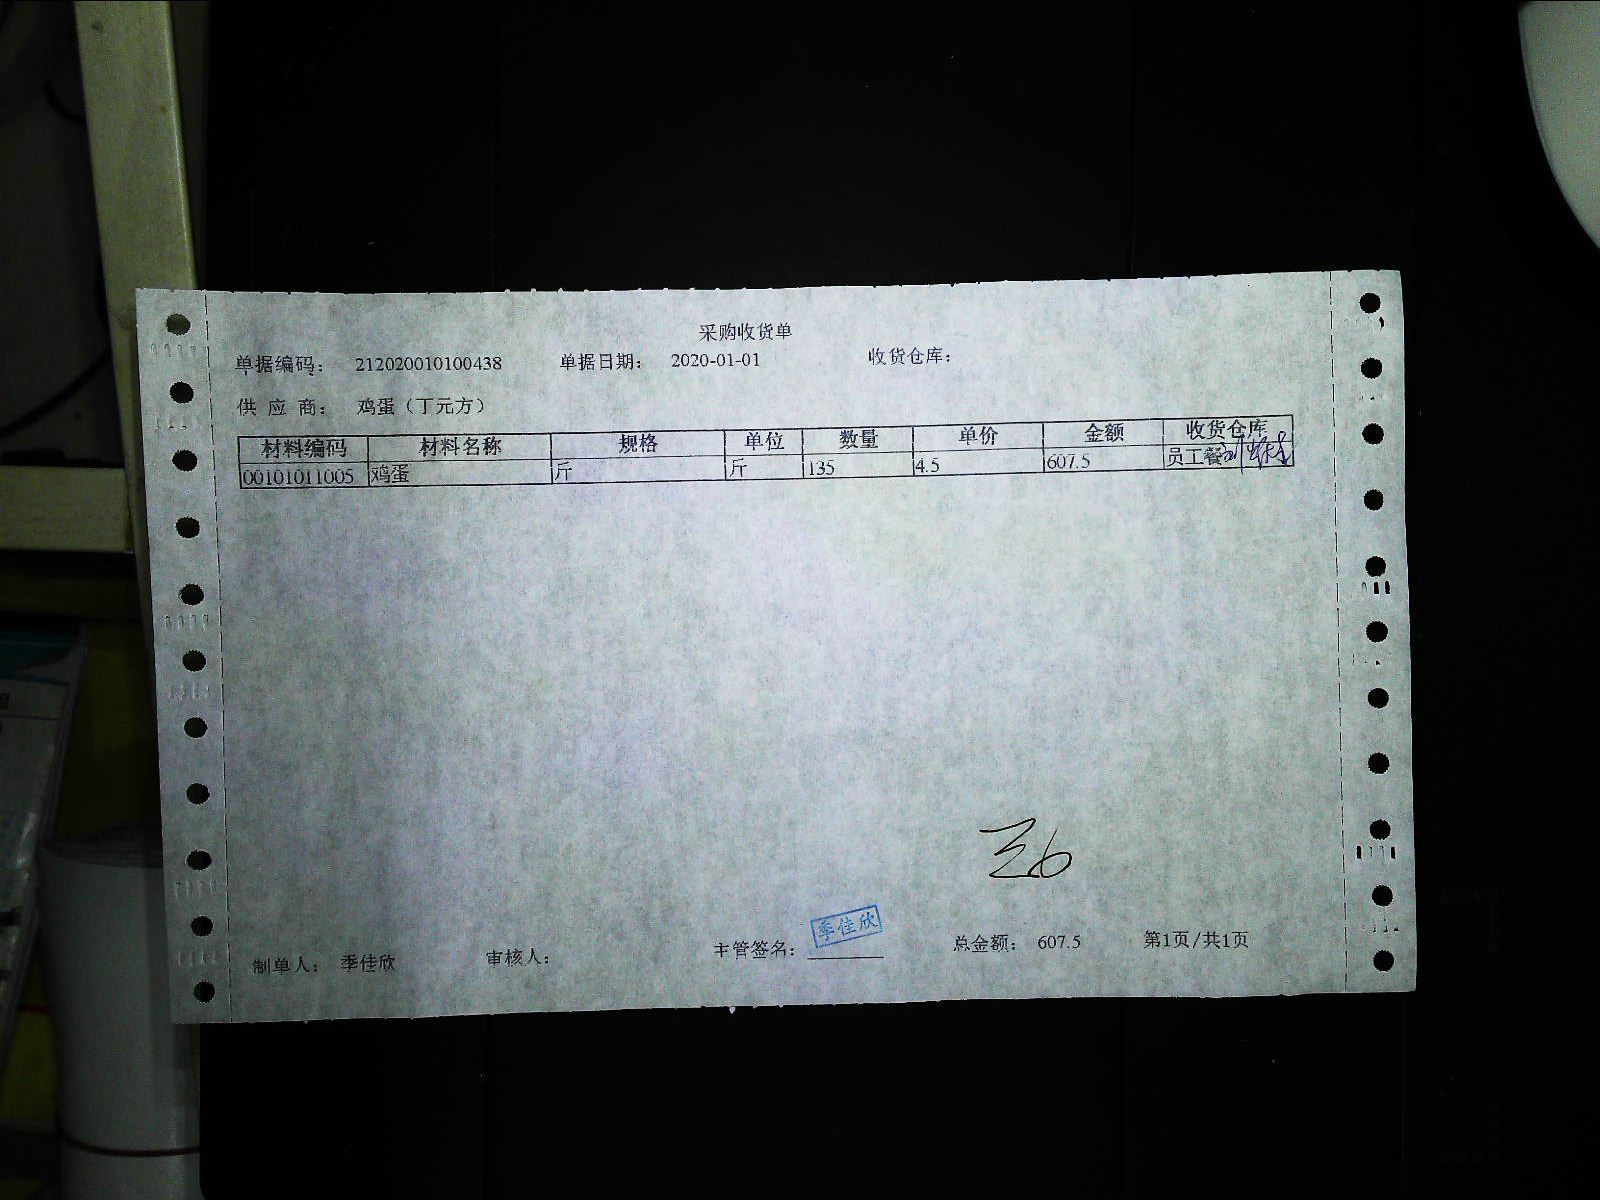 采购收货单
单据编码： 212020010100438 单据日期： 2020-01-01 收货仓库：
供 应 商： 鸡蛋（丁元方）
材料编码 材料名称 规格 单位 数量 单价 金额 收货仓库
00101011005 鸡蛋 斤 斤 135 4.5 607.5 员工餐
季佳欣
制单人： 季佳欣 审核人： 主管签名： 总金额： 607.5 第1页/共1页